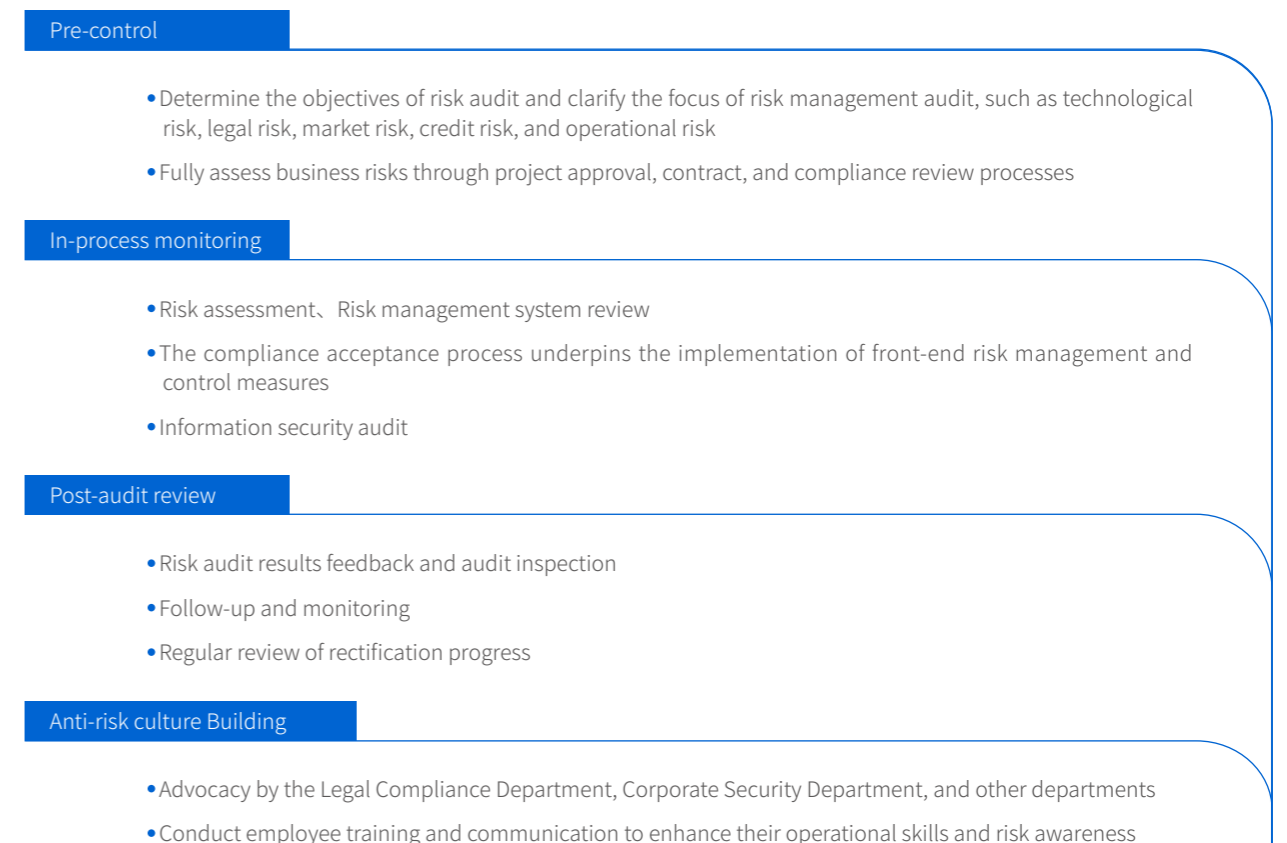 Pre-control
•Determine the objectives of risk audit and clarify the focus of risk management audit, such as technological
risk, legal risk, market risk, credit risk, and operational risk
•Fully assess business risks through project approval, contract, and compliance review processes
In-process monitoring
•Risk assessment、Risk management system review
•The compliance acceptance process underpins the implementation of front-end risk management and
control measures
•Information security audit
Post-audit review
•Risk audit results feedback and audit inspection
•Follow-up and monitoring
•Regular review of rectification progress
Anti-risk culture Building
•Advocacy by the Legal Compliance Department, Corporate Security Department, and other departments
•Conduct employee training and communication to enhance their operational skills and risk awareness